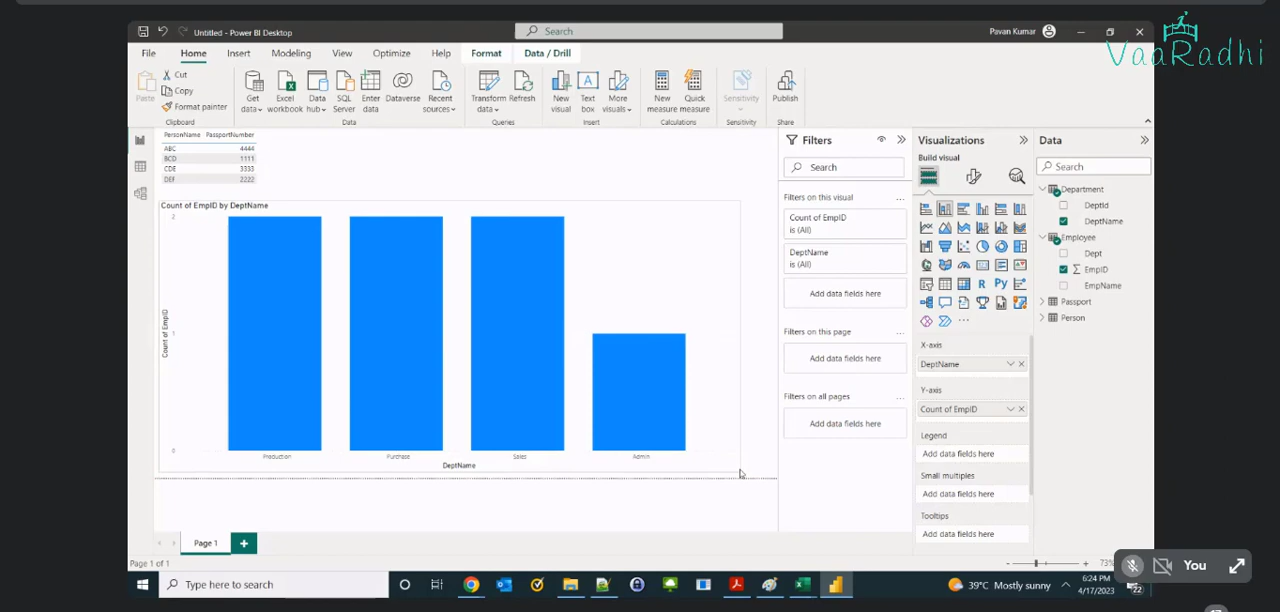 Untitled - Power BI Desktop
Search
Pavan Kumar
VaaRadhi
File Home Insert Modeling View Optimize Help Format Data / Drill
Paste
Cut
Copy
Format painter
Get data
Excel workbook
Data hub
SQL Server
Enter data
Dataverse
Recent sources
Transform data
Refresh
New visual
Text box
More visuals
New measure
Quick measure
Sensitivity
Publish
Clipboard Data Queries Insert Calculations Sensitivity Share
PersonName PassportNumber
ABC 4444
BCD 1111
CDE 3333
DEF 2222
Count of EmpID by DeptName
2
1
0
Count of EmpID
Production Purchase Sales Admin
DeptName
Filters
Search
Filters on this visual ...
Count of EmpID
is (All)
DeptName
is (All)
Add data fields here
Filters on this page ...
Add data fields here
Filters on all pages ...
Add data fields here
Visualizations
Build visual
R Py
...
X-axis
DeptName
Y-axis
Count of EmpID
Legend
Add data fields here
Small multiples
Add data fields here
Tooltips
Add data fields here
Data
Search
Department
DeptId
DeptName
Employee
Dept
Σ EmpID
EmpName
Passport
Person
Page 1
Page 1 of 1
- + 73%
You
Type here to search
39°C Mostly sunny
6:24 PM
4/17/2023
22